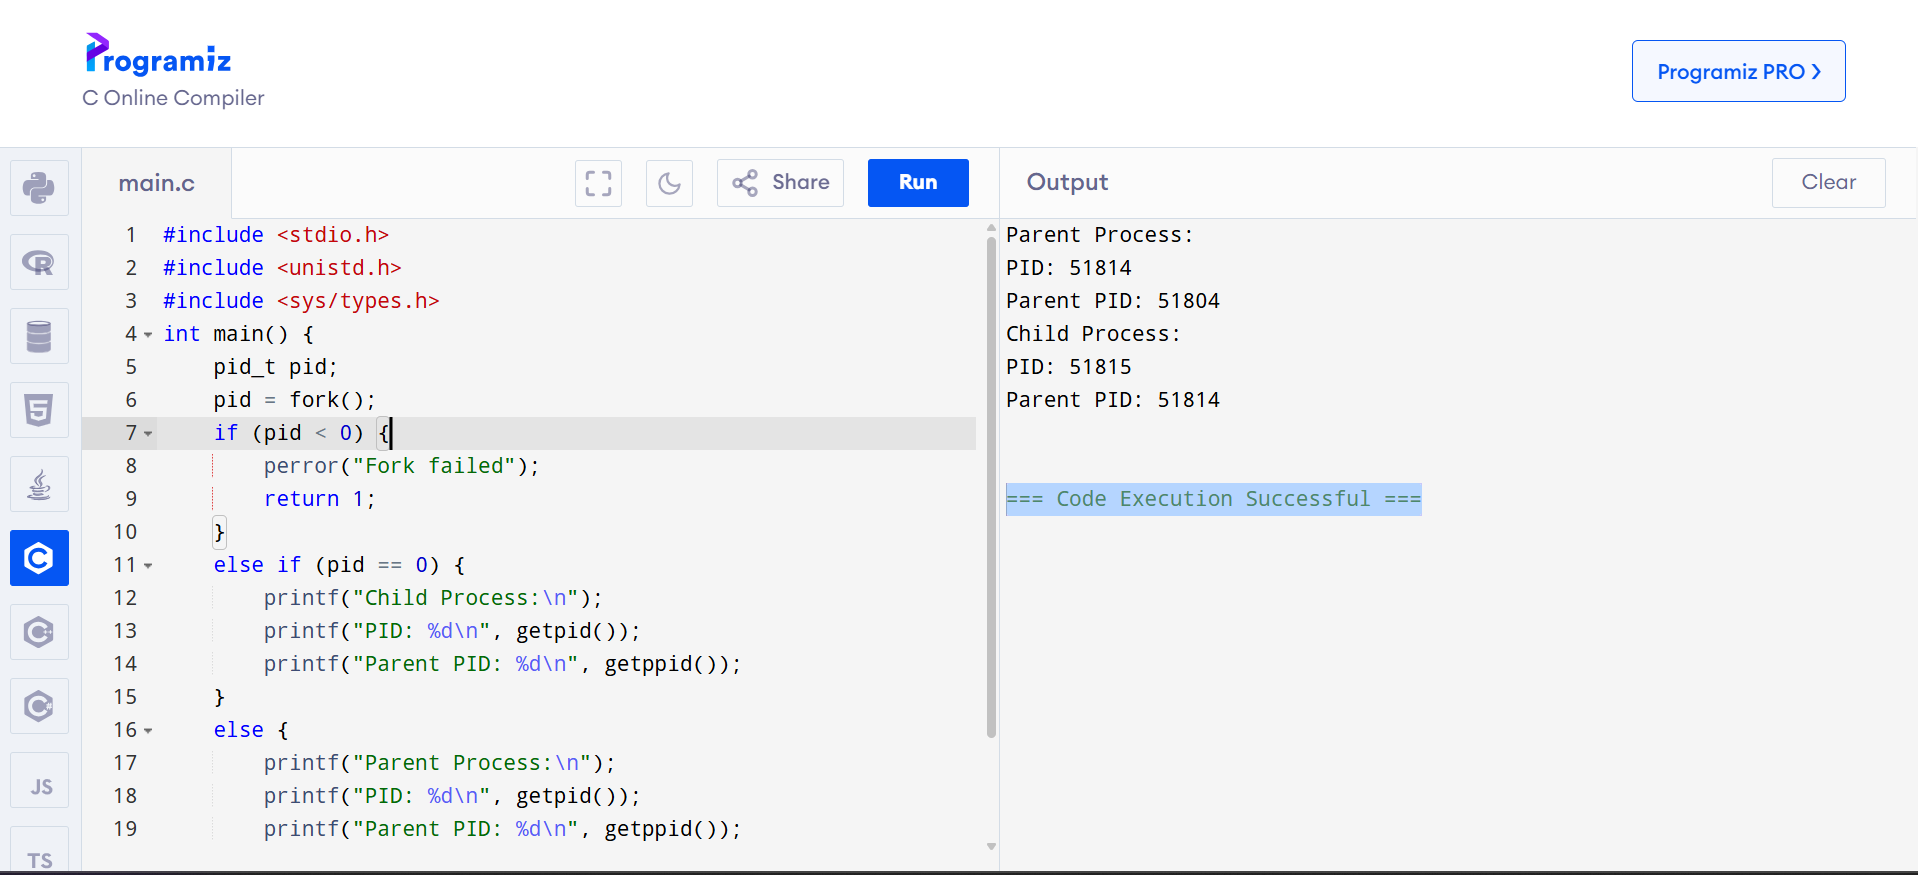 Programiz
C Online Compiler
Programiz PRO ❯
main.c
Share
Run
Output
Clear
1 #include <stdio.h>
2 #include <unistd.h>
3 #include <sys/types.h>
4 int main() {
5 pid_t pid;
6 pid = fork();
7 if (pid < 0) {
8 perror("Fork failed");
9 return 1;
10 }
11 else if (pid == 0) {
12 printf("Child Process:\n");
13 printf("PID: %d\n", getpid());
14 printf("Parent PID: %d\n", getppid());
15 }
16 else {
17 printf("Parent Process:\n");
18 printf("PID: %d\n", getpid());
19 printf("Parent PID: %d\n", getppid());
Parent Process:
PID: 51814
Parent PID: 51804
Child Process:
PID: 51815
Parent PID: 51814
=== Code Execution Successful ===
R
5
C
C++
C#
JS
TS